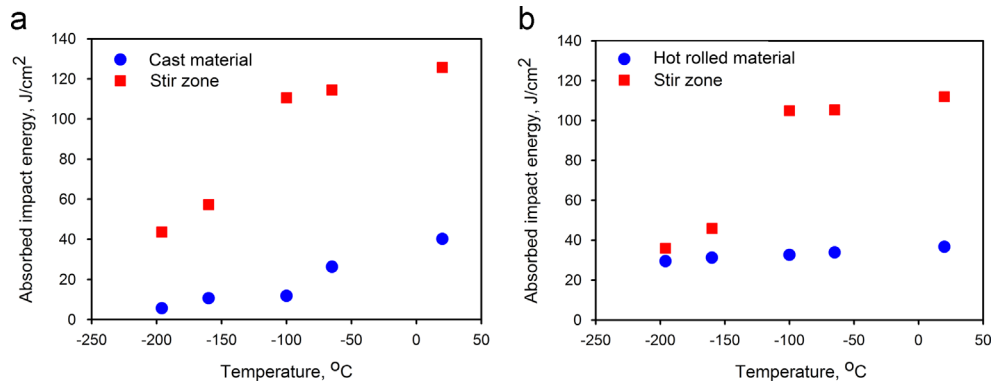 a
140
120
100
80
60
40
20
0
Absorbed impact energy, J/cm²
Cast material
Stir zone
-250 -200 -150 -100 -50 0 50
Temperature, ⁰C
b
140
120
100
80
60
40
20
0
Absorbed impact energy, J/cm²
Hot rolled material
Stir zone
-250 -200 -150 -100 -50 0 50
Temperature, ⁰C